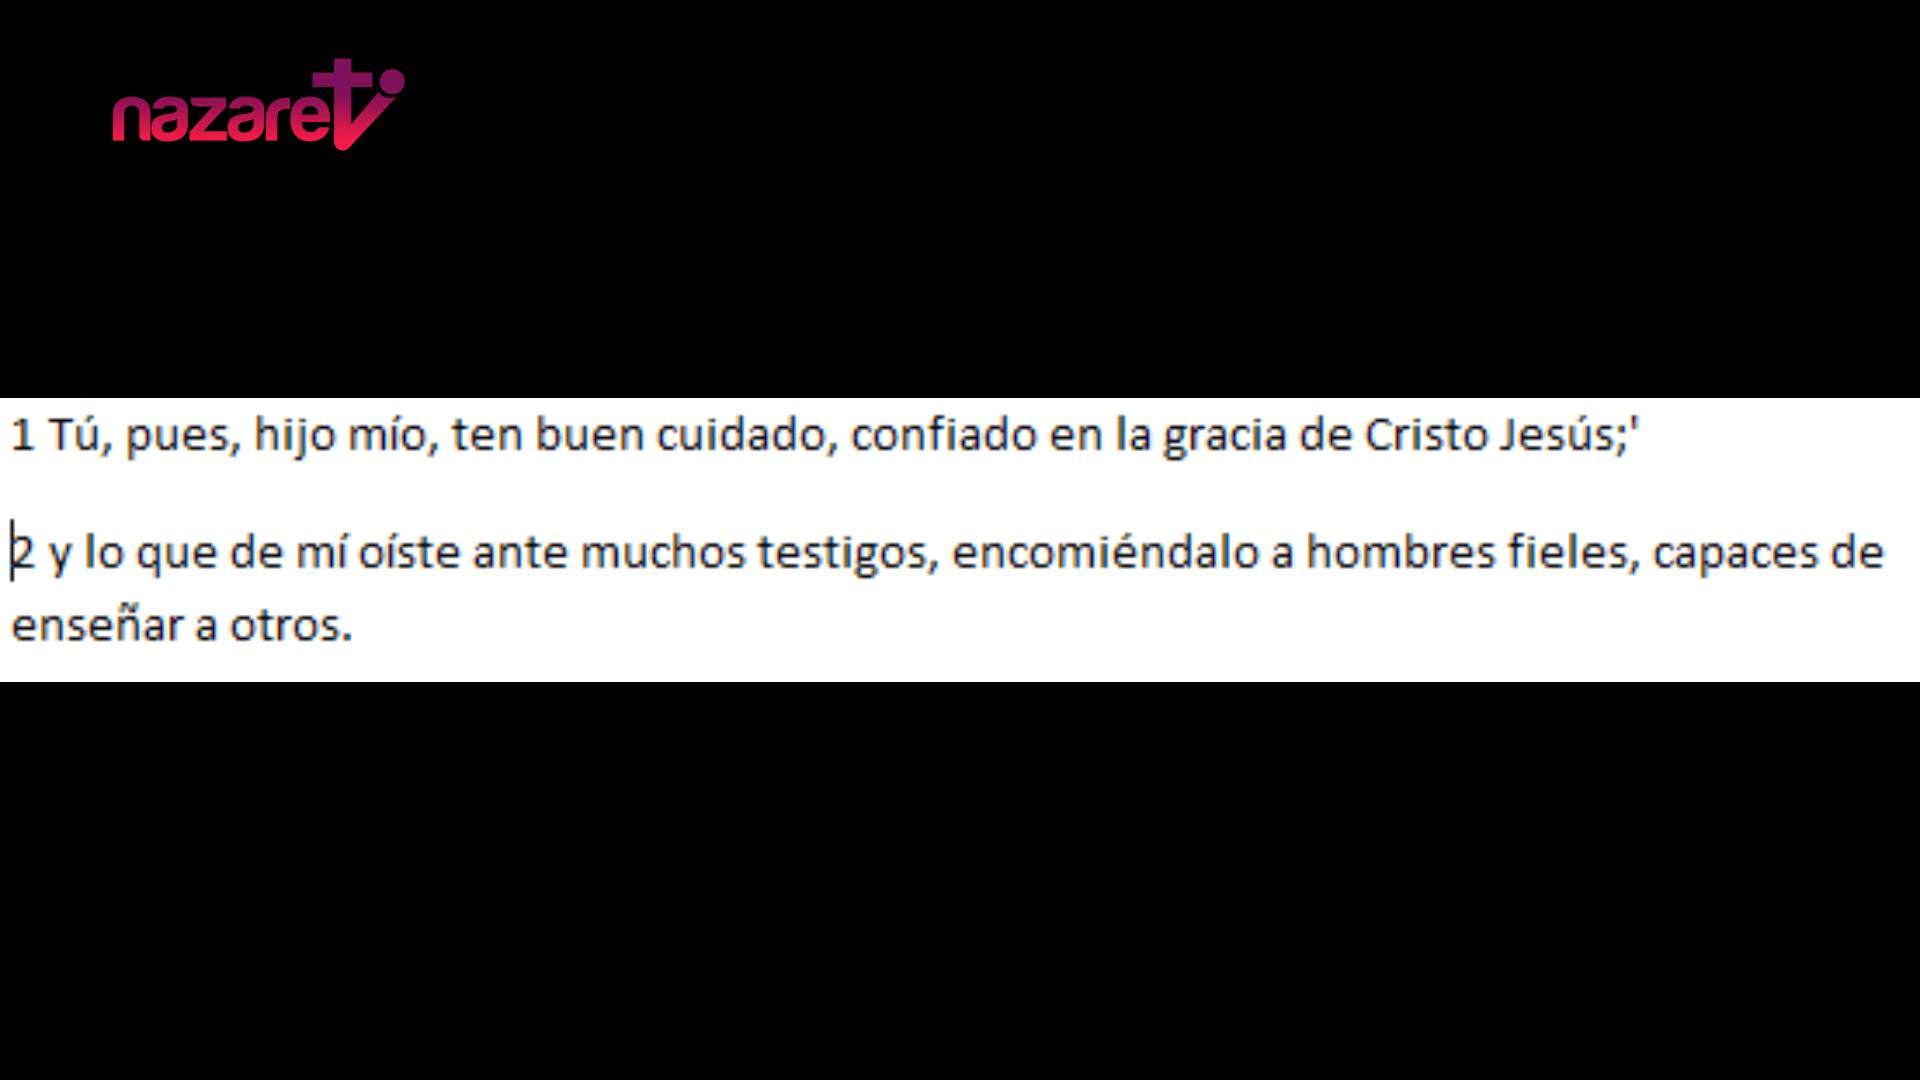 nazaretv
1 Tú, pues, hijo mío, ten buen cuidado, confiado en la gracia de Cristo Jesús;'
2 y lo que de mí oíste ante muchos testigos, encomiéndalo a hombres fieles, capaces de
enseñar a otros.